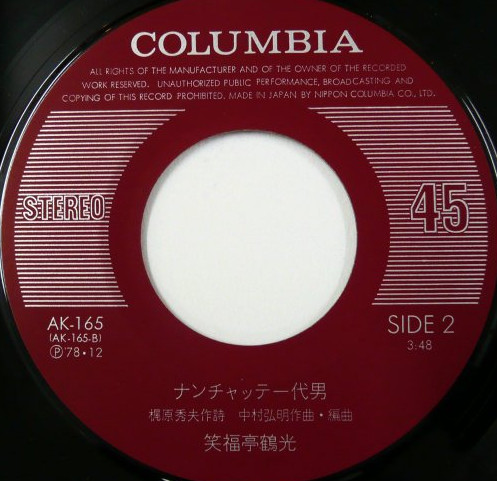 COLUMBIA
ALL RIGHTS OF THE MANUFACTURER AND OF THE OWNER OF THE RECORDED
WORK RESERVED. UNAUTHORIZED PUBLIC PERFORMANCE, BROADCASTING AND
COPYING OF THIS RECORD PROHIBITED. MADE IN JAPAN BY NIPPON COLUMBIA CO., LTD.
STEREO
45
AK-165
(AK-165-B)
Ⓟ'78・12
SIDE 2
3:48
ナンチャッテ一代男
梶原秀夫作詩 中村弘明作曲・編曲
笑福亭鶴光